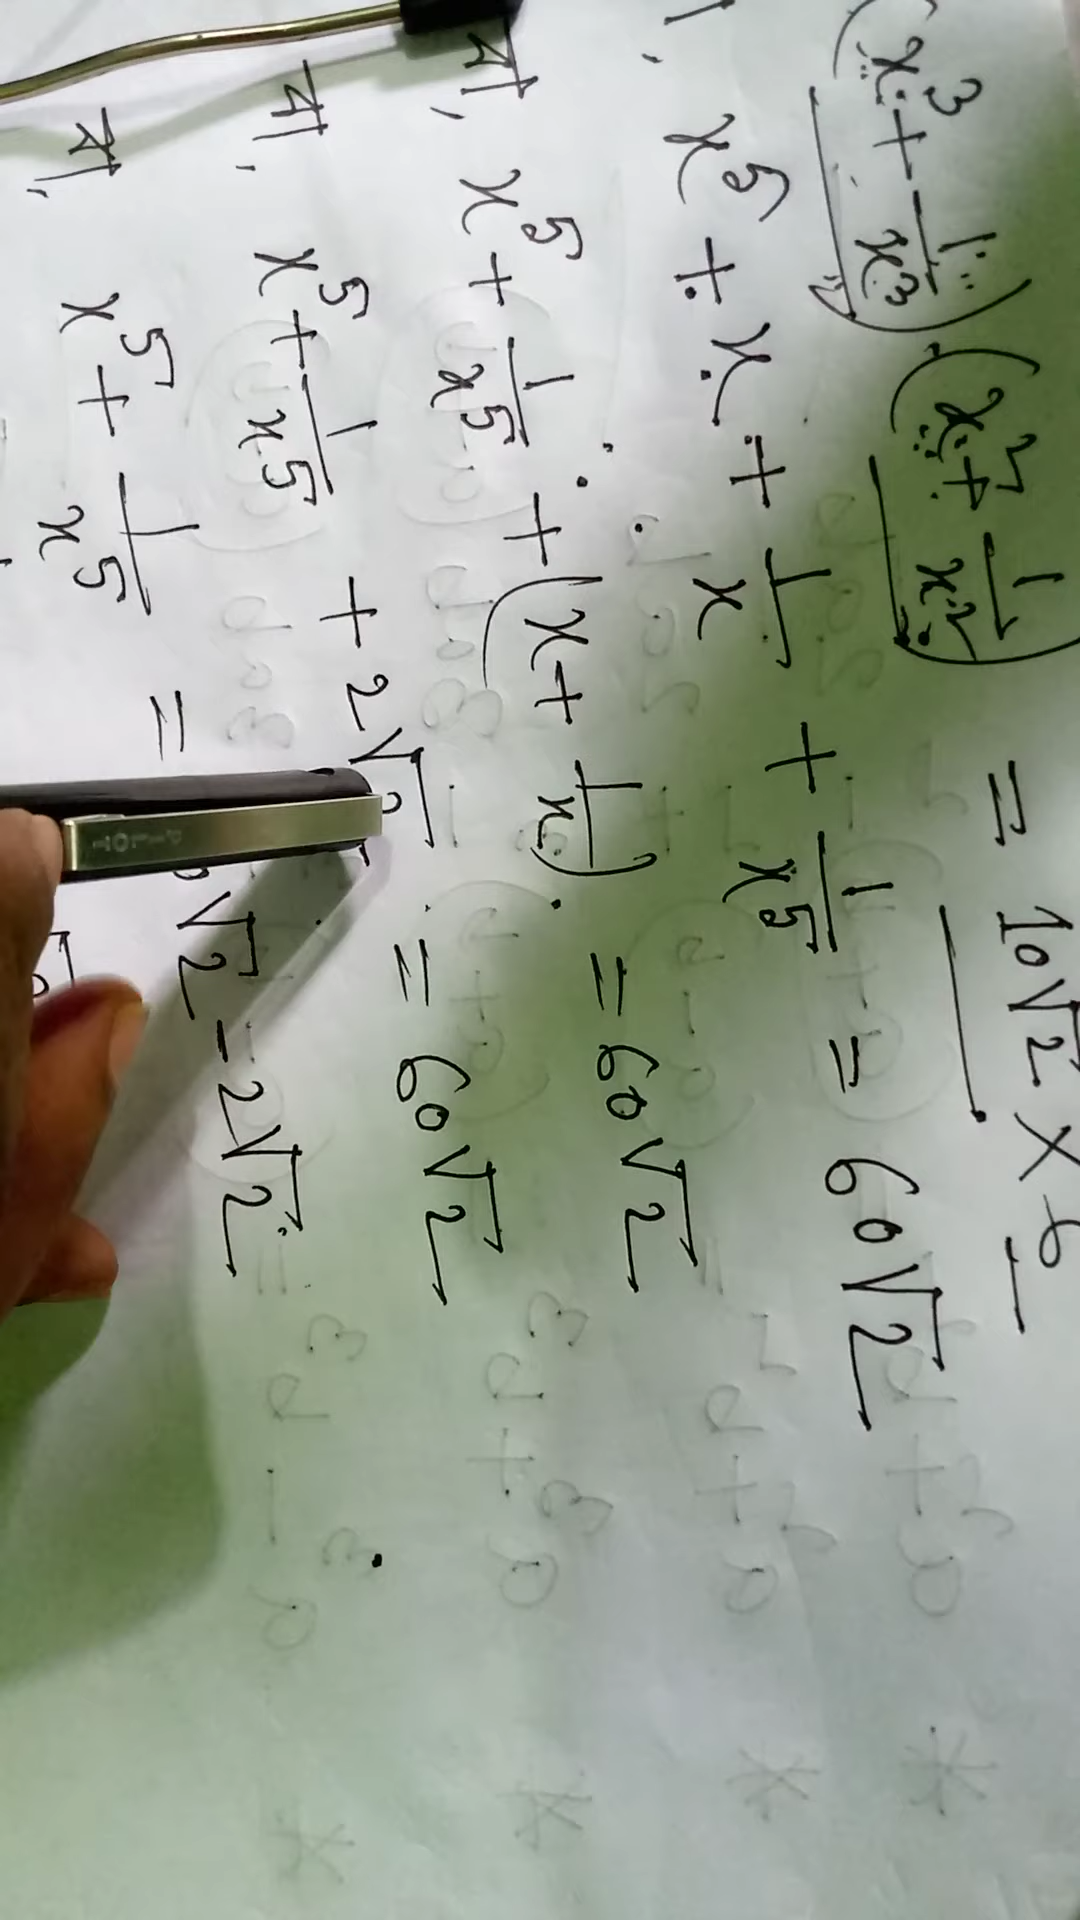 (x³ + 1/x³) (x² + 1/x²) = 10√2 × 6
, x⁵ + x + 1/x + 1/x⁵ = 60√2
या, x⁵ + 1/x⁵ + (x + 1/x) = 60√2
या, x⁵ + 1/x⁵ + 2√2 = 60√2
या, x⁵ + 1/x⁵ = √2 - 2√2